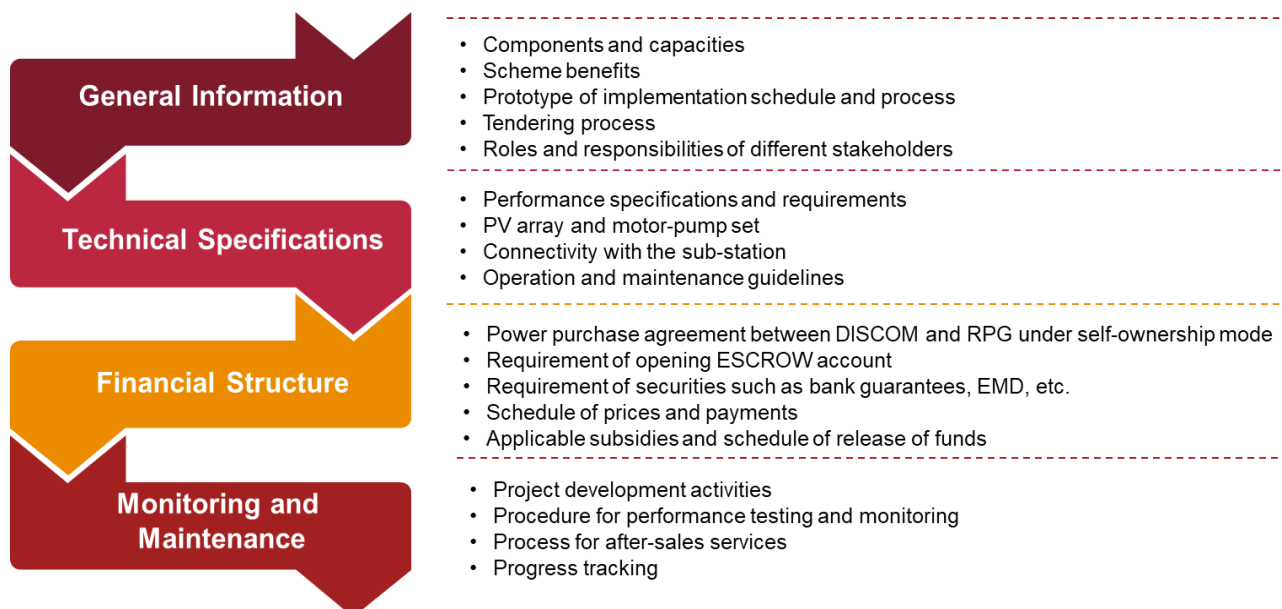 General Information
• Components and capacities
• Scheme benefits
• Prototype of implementation schedule and process
• Tendering process
• Roles and responsibilities of different stakeholders
Technical Specifications
• Performance specifications and requirements
• PV array and motor-pump set
• Connectivity with the sub-station
• Operation and maintenance guidelines
Financial Structure
• Power purchase agreement between DISCOM and RPG under self-ownership mode
• Requirement of opening ESCROW account
• Requirement of securities such as bank guarantees, EMD, etc.
• Schedule of prices and payments
• Applicable subsidies and schedule of release of funds
Monitoring and
Maintenance
• Project development activities
• Procedure for performance testing and monitoring
• Process for after-sales services
• Progress tracking